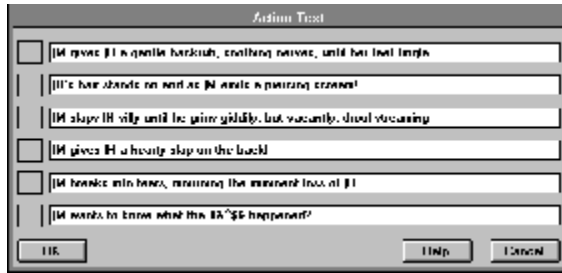 Action Text
gives a gentle backrub, soothing nerves, until her feet tingle
hair stands on end as emits a piercing scream!
slaps silly until he grins giddily, but vacantly, drool streaming
gives a hearty slap on the back!
breaks into tears, mourning the imminent loss of
wants to know what the happened?
OK
Help
Cancel